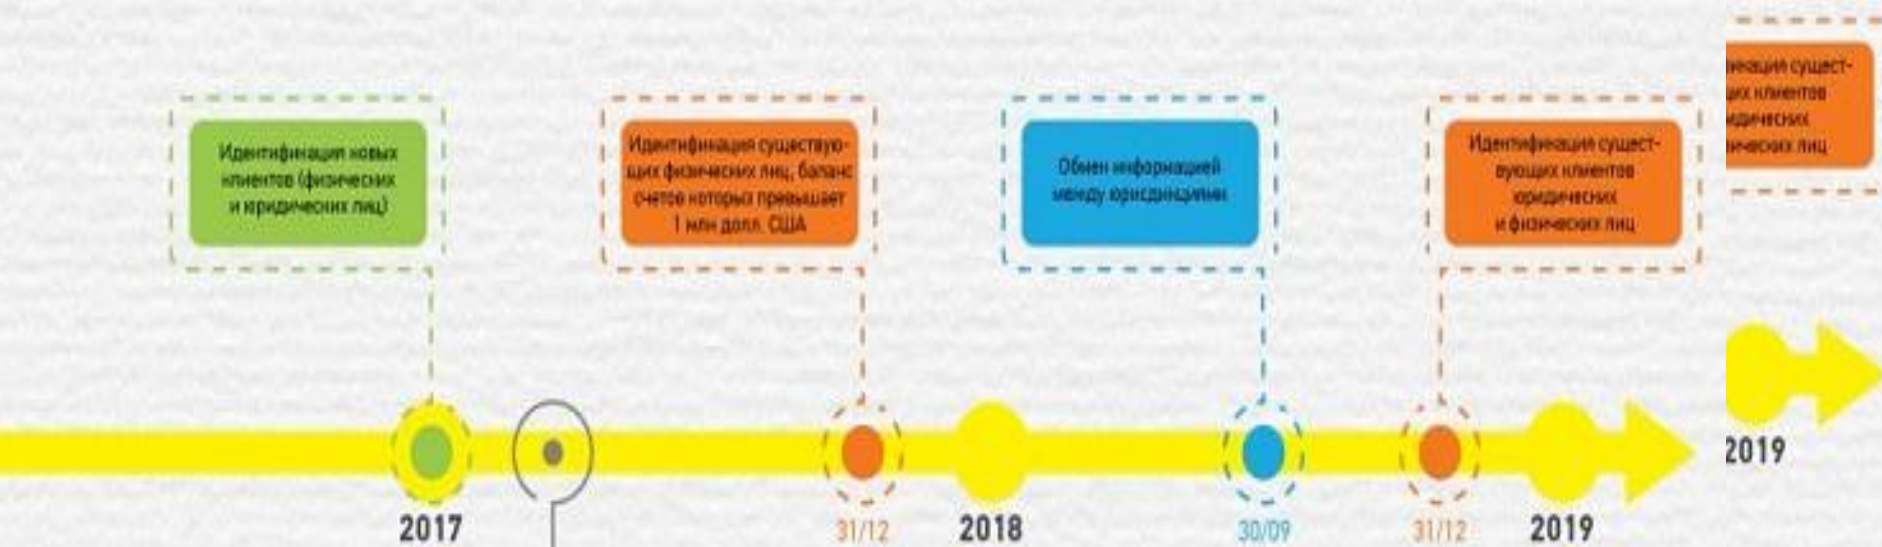 Идентификация новых
клиентов (физических
и юридических лиц)
Идентификация существую-
щих физических лиц, баланс
счетов которых превышает
1 млн долл. США
Обмен информацией
между юрисдикциями
Идентификация сущест-
вующих клиентов
юридических
и физических лиц
2017
31/12
2018
30/09
31/12
2019
сущест-
клиентов
лиц
2019